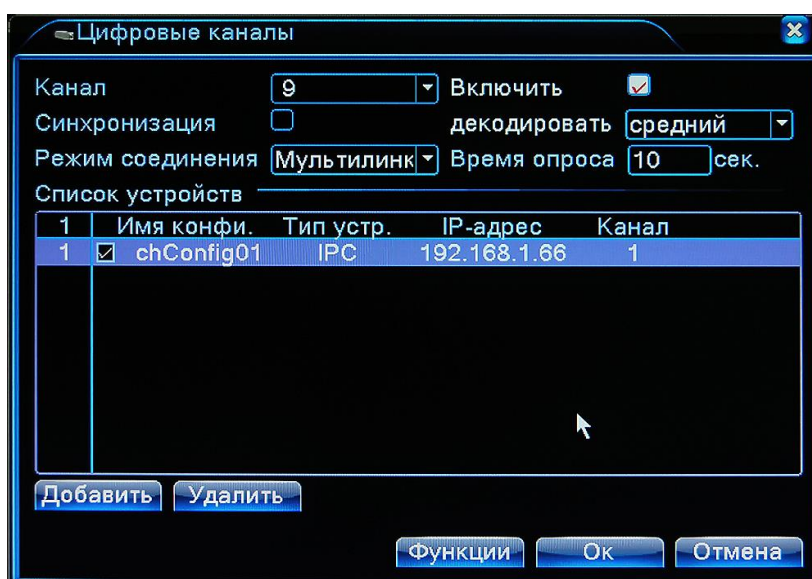 Цифровые каналы
Канал 9 Включить
Синхронизация декодировать средний
Режим соединения Мультилинк Время опроса 10 сек.
Список устройств
1 Имя конфи. Тип устр. IP-адрес Канал
1 chConfig01 IPC 192.168.1.66 1
Добавить Удалить
Функции Ок Отмена